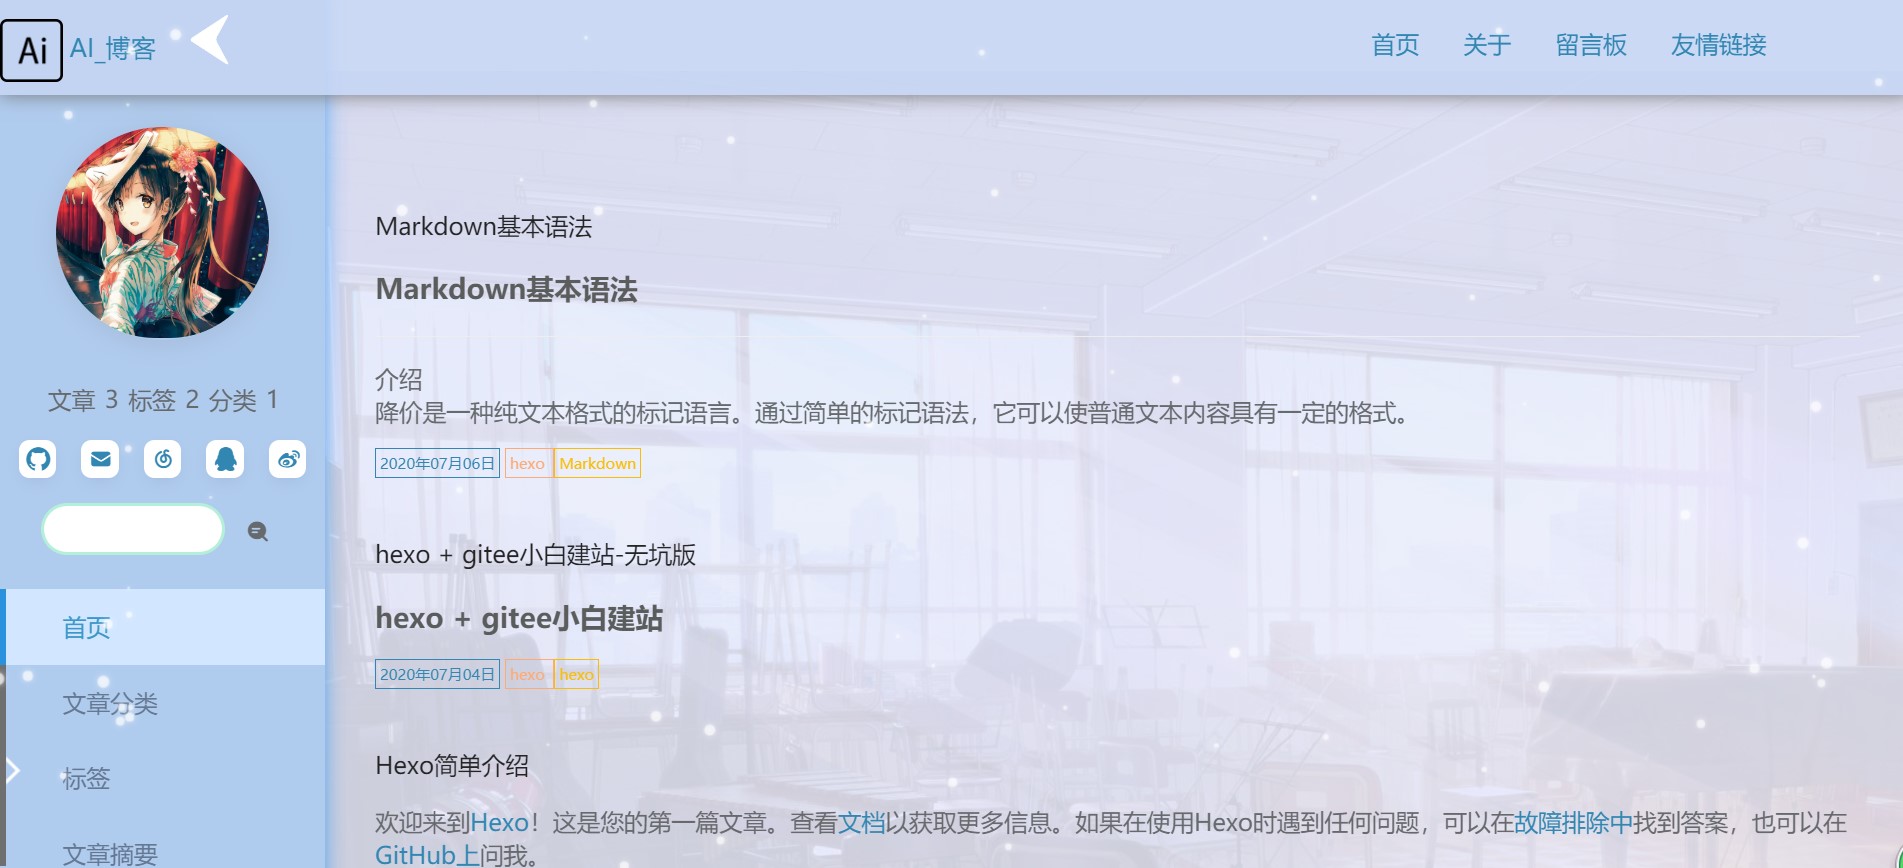 Ai AI_博客
首页 关于 留言板 友情链接
文章 3 标签 2 分类 1
首页
文章分类
标签
文章摘要
Markdown基本语法
Markdown基本语法
介绍
降价是一种纯文本格式的标记语言。通过简单的标记语法，它可以使普通文本内容具有一定的格式。
2020年07月06日 hexo Markdown
hexo + gitee小白建站-无坑版
hexo + gitee小白建站
2020年07月04日 hexo hexo
Hexo简单介绍
欢迎来到Hexo！这是您的第一篇文章。查看文档以获取更多信息。如果在使用Hexo时遇到任何问题，可以在故障排除中找到答案，也可以在
GitHub上问我。